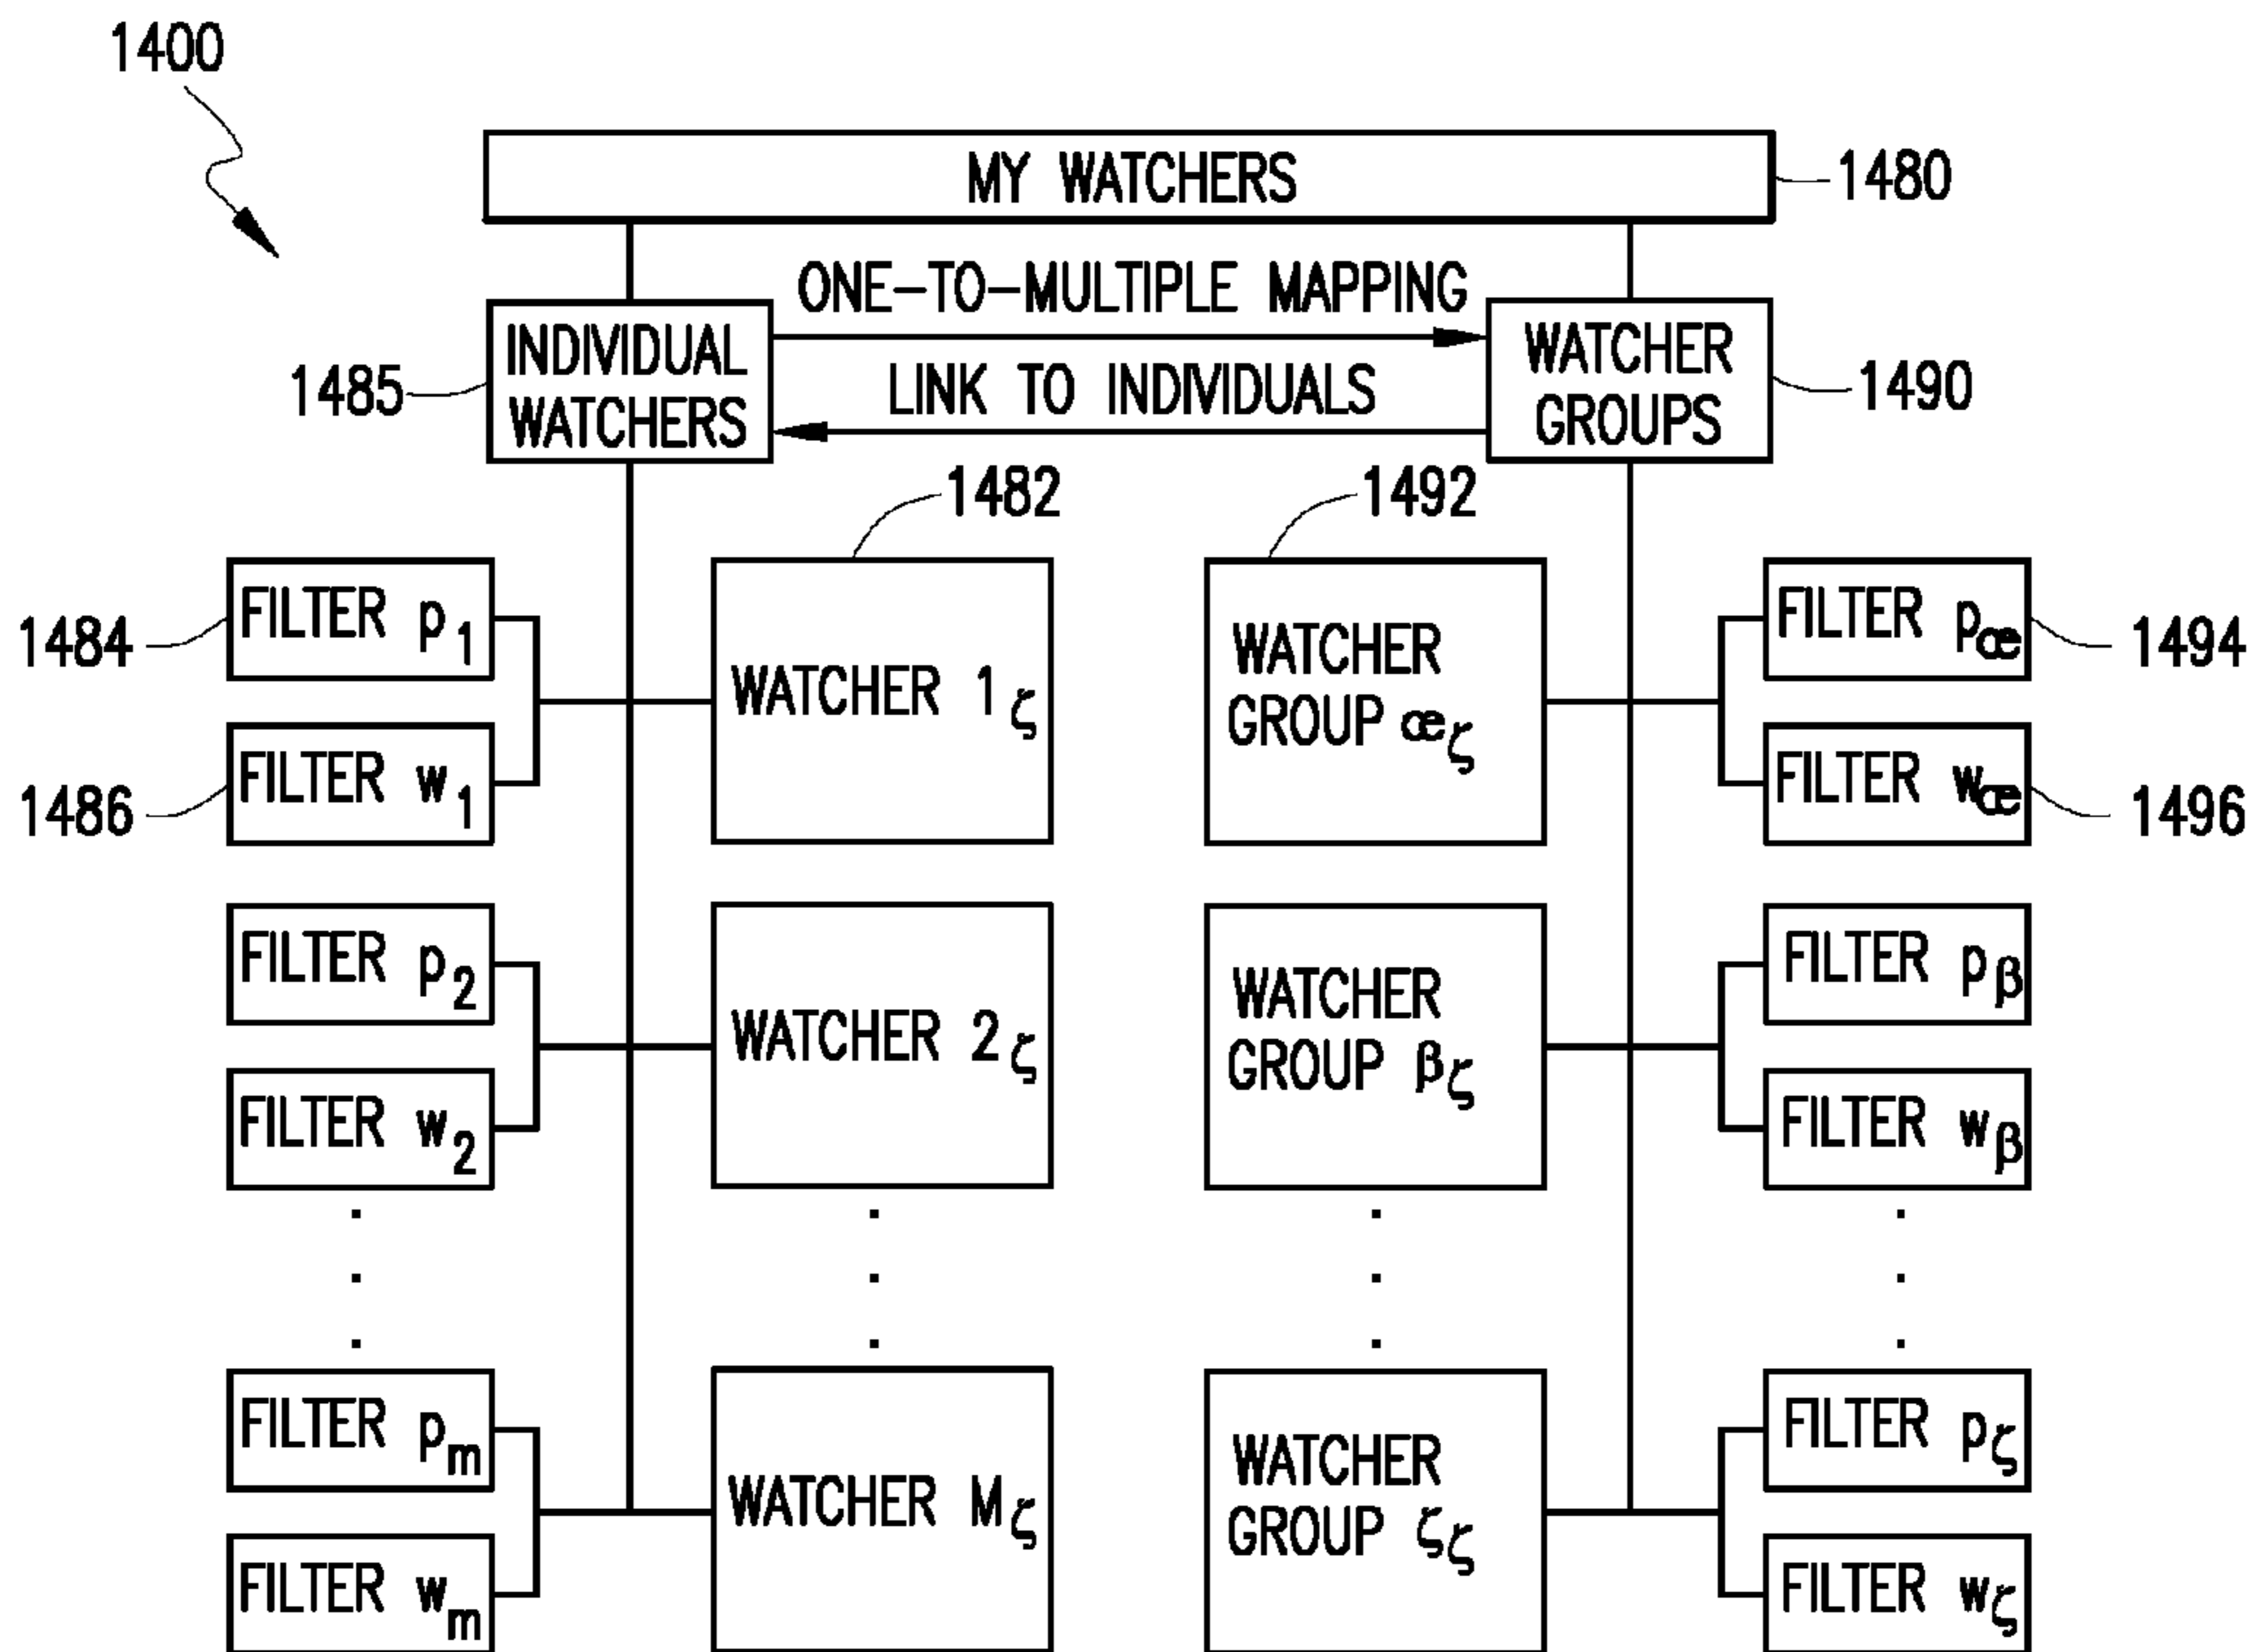 1400
MY WATCHERS
1480
ONE-TO-MULTIPLE MAPPING
INDIVIDUAL
WATCHERS
1485
LINK TO INDIVIDUALS
WATCHER
GROUPS
1490
1482
1492
FILTER p1
1484
FILTER w1
1486
WATCHER 1ζ
WATCHER
GROUP œζ
FILTER pœ
1494
FILTER wœ
1496
FILTER p2
FILTER w2
WATCHER 2ζ
WATCHER
GROUP βζ
FILTER pβ
FILTER wβ
FILTER pm
FILTER wm
WATCHER Mζ
WATCHER
GROUP ζζ
FILTER pζ
FILTER wζ